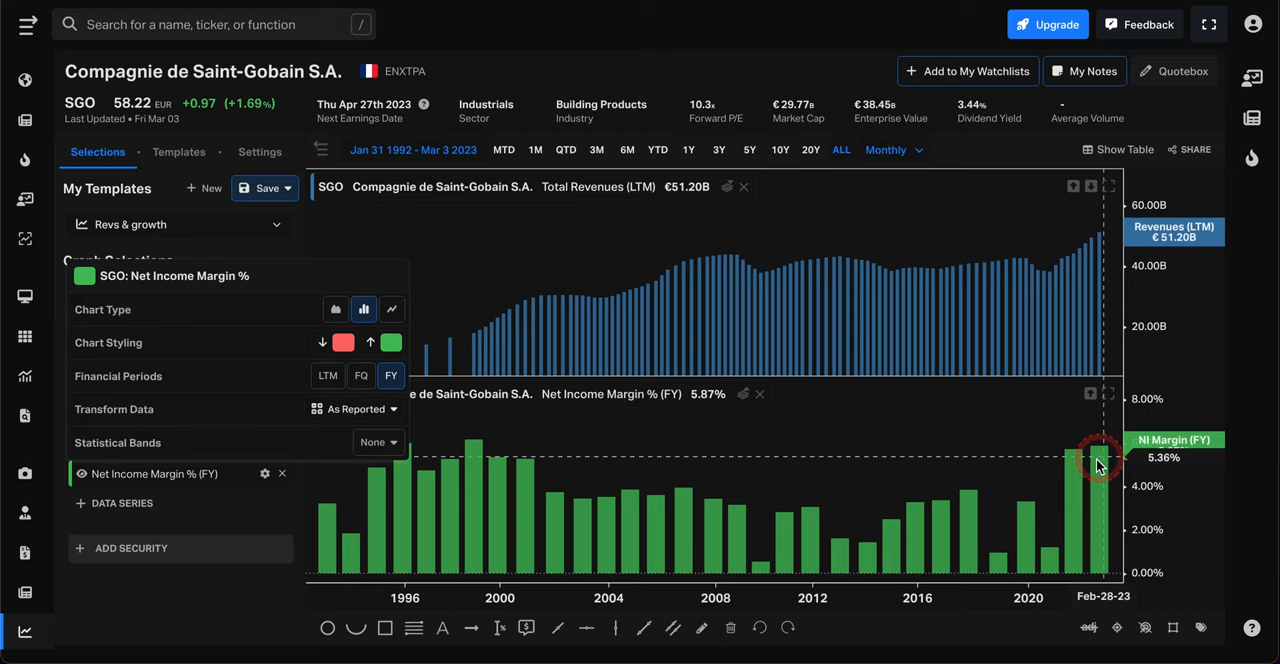 Search for a name, ticker, or function /
Upgrade
Feedback
Compagnie de Saint-Gobain S.A. ENXTPA
+ Add to My Watchlists
My Notes
Quotebox
SGO 58.22 EUR +0.97 (+1.69%)
Last Updated • Fri Mar 03
Thu Apr 27th 2023 ?
Next Earnings Date
Industrials
Sector
Building Products
Industry
10.3x
Forward P/E
€29.77B
Market Cap
€38.45B
Enterprise Value
3.44%
Dividend Yield
-
Average Volume
Selections • Templates • Settings
Jan 31 1992 - Mar 3 2023 MTD 1M QTD 3M 6M YTD 1Y 3Y 5Y 10Y 20Y ALL Monthly
Show Table SHARE
My Templates + New Save
Revs & growth
SGO Compagnie de Saint-Gobain S.A. Total Revenues (LTM) €51.20B
60.00B
Revenues (LTM)
€ 51.20B
40.00B
20.00B
SGO: Net Income Margin %
Chart Type
Chart Styling
Financial Periods LTM FQ FY
Transform Data As Reported
Statistical Bands None
Net Income Margin % (FY)
+ DATA SERIES
+ ADD SECURITY
e de Saint-Gobain S.A. Net Income Margin % (FY) 5.87%
8.00%
NI Margin (FY)
5.36%
4.00%
2.00%
0.00%
1996 2000 2004 2008 2012 2016 2020 Feb-28-23
A
$
adj
?